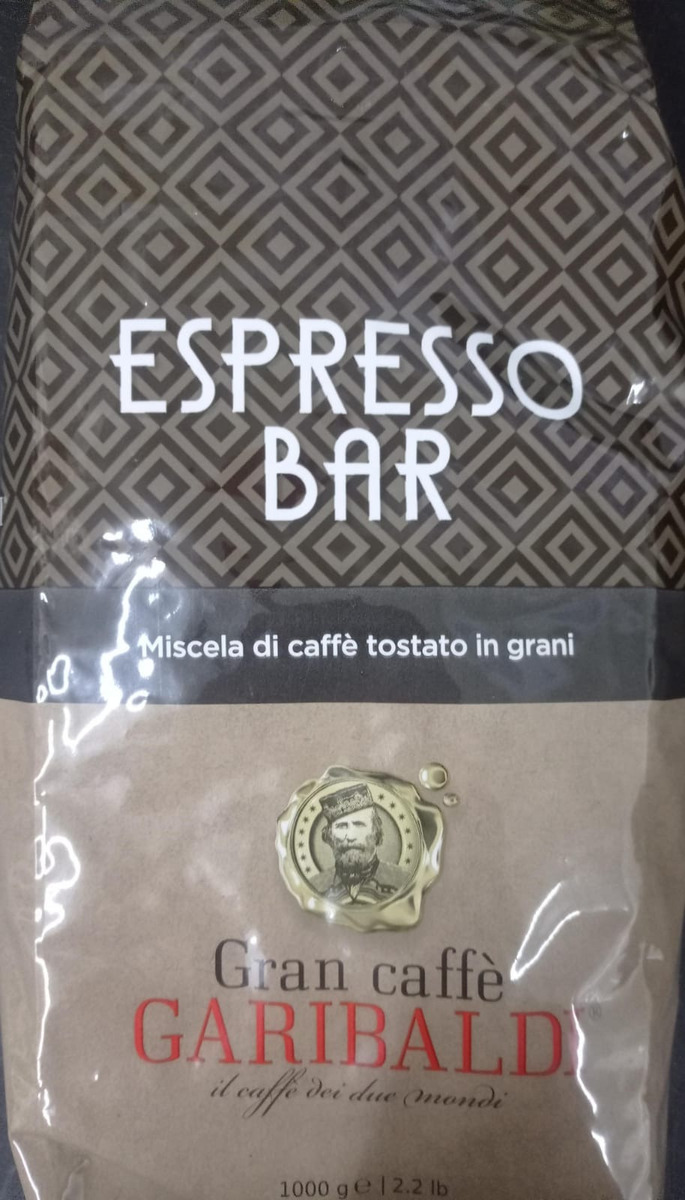 ESPRESSO
BAR
Miscela di caffè tostato in grani
Gran caffè
GARIBALDI®
il caffè dei due mondi
1000 g ℮ | 2.2 lb